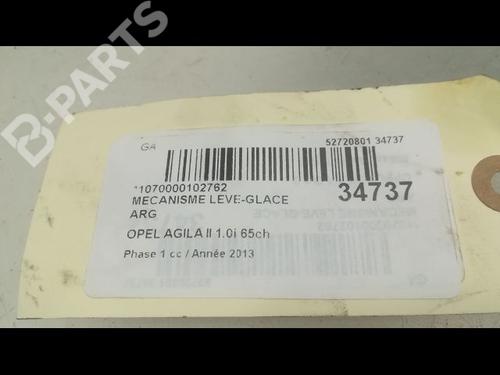 B-PARTS
GA
52720801 34737
*1070000102762
34737
MECANISME LEVE-GLACE
ARG
OPEL AGILA II 1.0i 65ch
Phase 1 cc / Année 2013